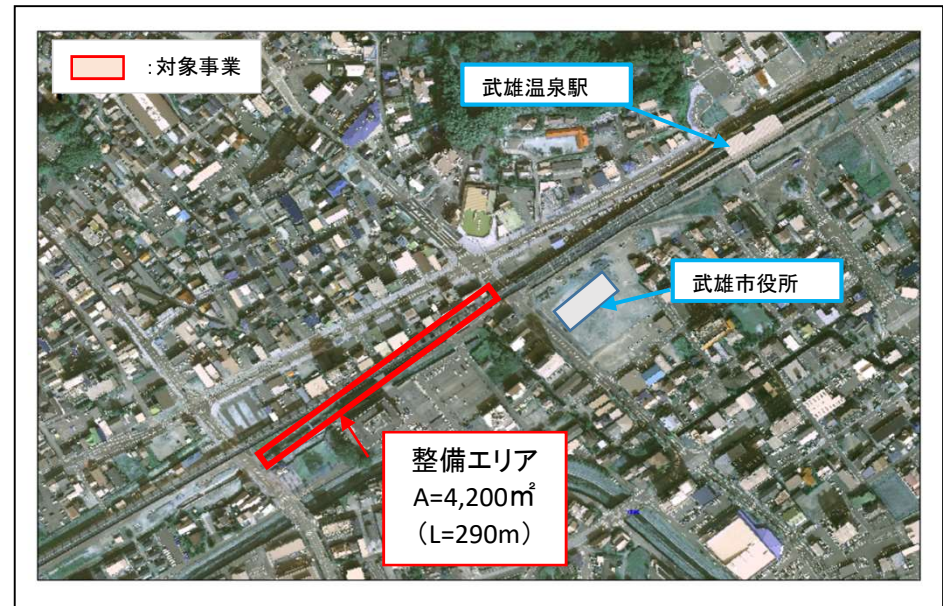 :対象事業
武雄温泉駅
武雄市役所
整備エリア
A=4,200㎡
(L=290m)